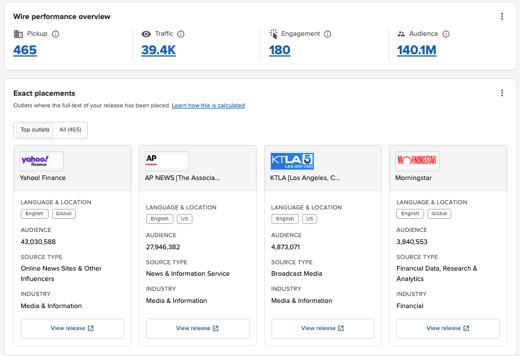 Wire performance overview
Pickup
Traffic
Engagement
Audience
465
39.4K
180
140.1M
Exact placements
Outlets where the full-text of your release has been placed. Learn how this is calculated
Top outlets
All (465)
yahoo!
finance
Yahoo! Finance
LANGUAGE & LOCATION
English
Global
AUDIENCE
43,030,588
SOURCE TYPE
Online News Sites & Other
Influencers
INDUSTRY
Media & Information
View release
AP
AP NEWS [The Associa...
LANGUAGE & LOCATION
English
US
AUDIENCE
27,946,382
SOURCE TYPE
News & Information Service
INDUSTRY
Media & Information
View release
KTLA 5
KTLA [Los Angeles, C...
LANGUAGE & LOCATION
English
US
AUDIENCE
4,873,071
SOURCE TYPE
Broadcast Media
INDUSTRY
Media & Information
View release
MORNINGSTAR
Morningstar
LANGUAGE & LOCATION
English
Global
AUDIENCE
3,840,553
SOURCE TYPE
Financial Data, Research &
Analytics
INDUSTRY
Financial
View release